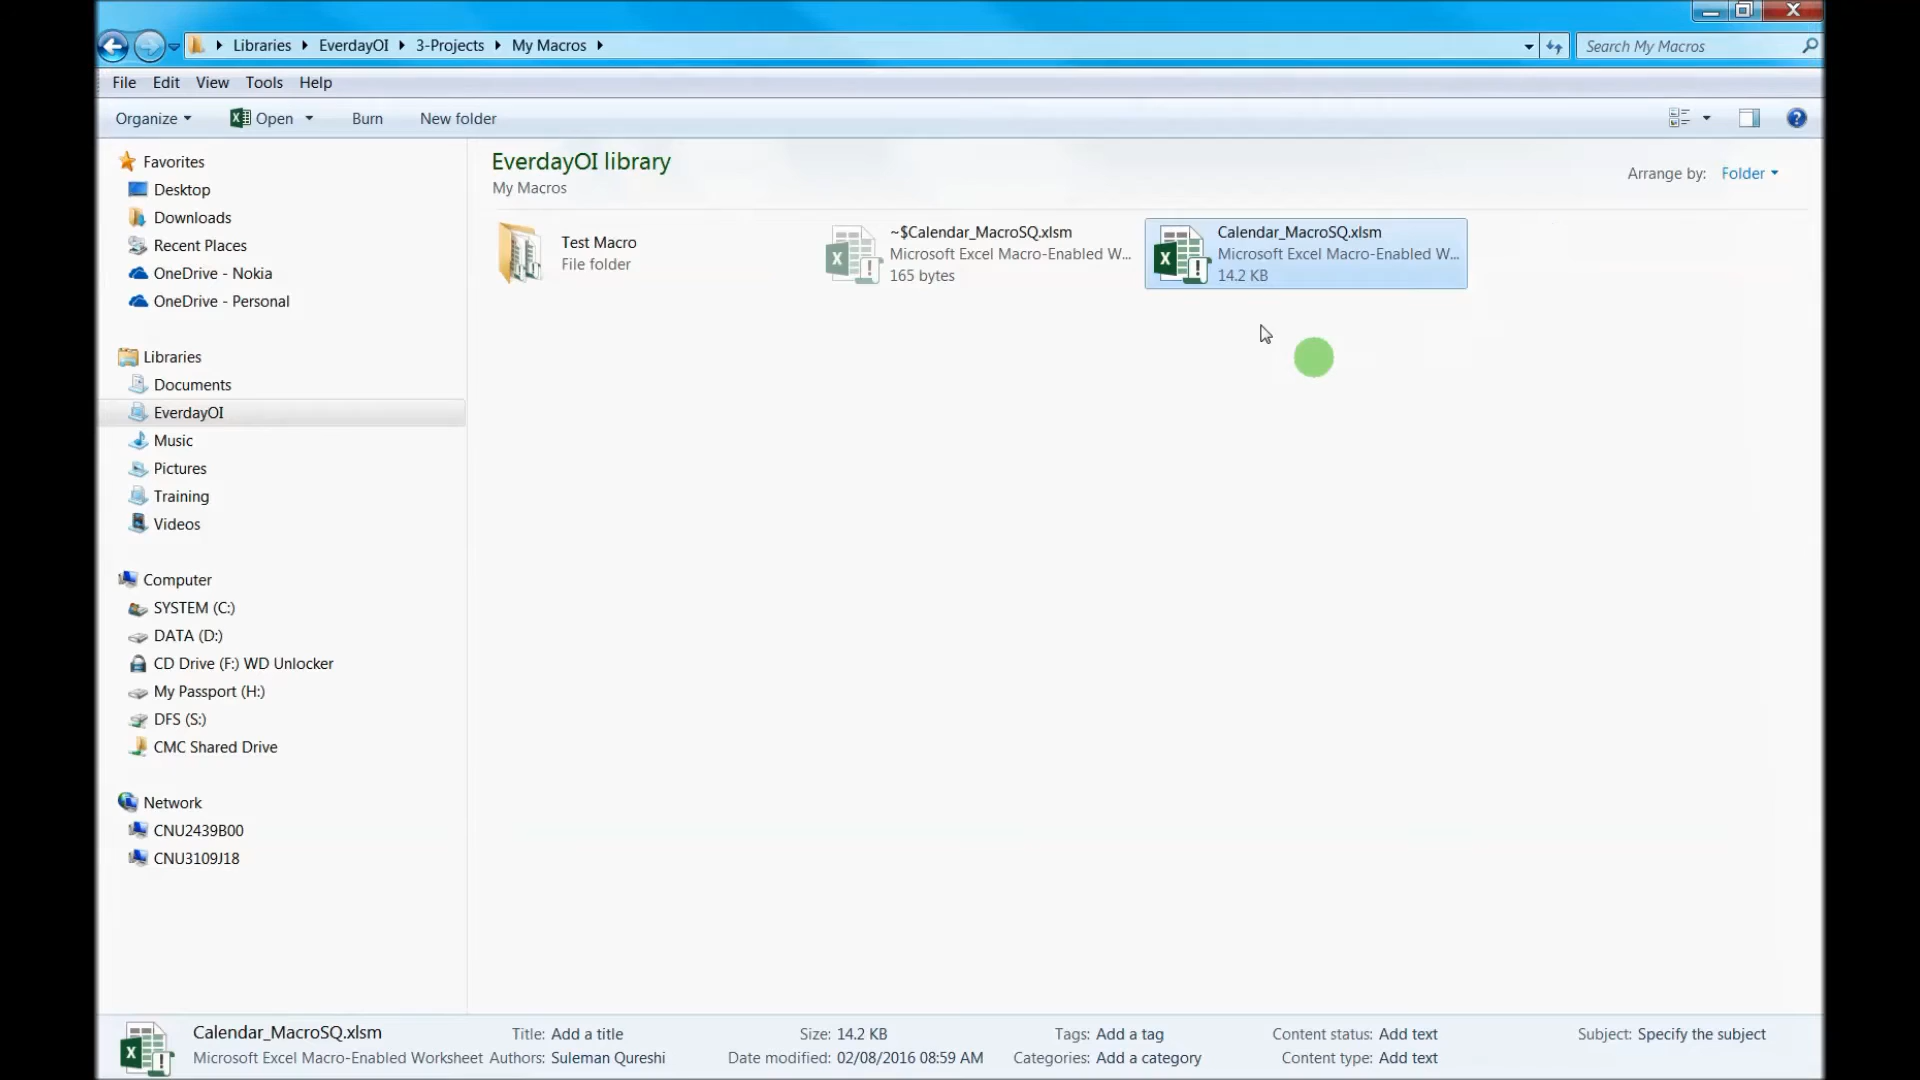 Libraries EverdayOI 3-Projects My Macros
Search My Macros
File Edit View Tools Help
Organize Open Burn New folder
Favorites
Desktop
Downloads
Recent Places
OneDrive - Nokia
OneDrive - Personal
Libraries
Documents
EverdayOI
Music
Pictures
Training
Videos
Computer
SYSTEM (C:)
DATA (D:)
CD Drive (F:) WD Unlocker
My Passport (H:)
DFS (S:)
CMC Shared Drive
Network
CNU2439B00
CNU3109J18
EverdayOI library
My Macros
Arrange by: Folder
Test Macro
File folder
~$Calendar_MacroSQ.xlsm
Microsoft Excel Macro-Enabled W...
165 bytes
Calendar_MacroSQ.xlsm
Microsoft Excel Macro-Enabled W...
14.2 KB
Calendar_MacroSQ.xlsm Title: Add a title Size: 14.2 KB Tags: Add a tag Content status: Add text Subject: Specify the subject
Microsoft Excel Macro-Enabled Worksheet Authors: Suleman Qureshi Date modified: 02/08/2016 08:59 AM Categories: Add a category Content type: Add text